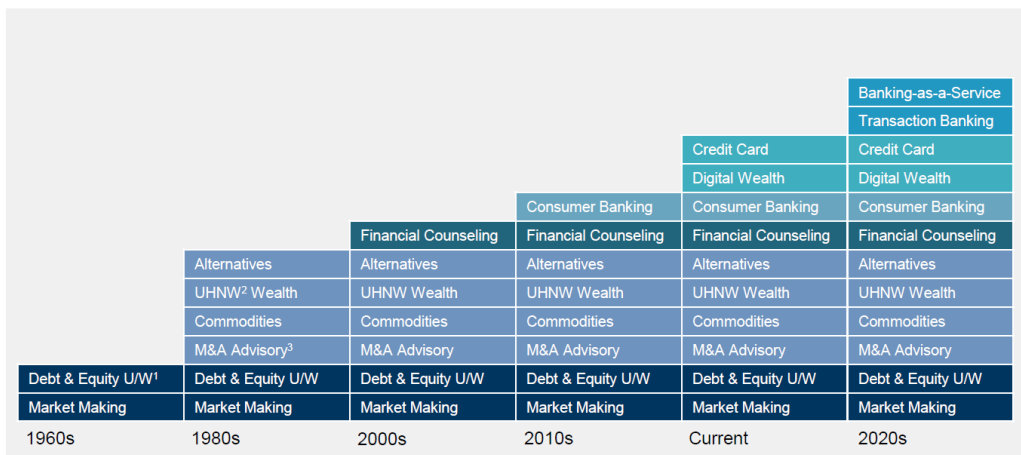 Banking-as-a-Service
Transaction Banking
Credit Card Credit Card
Digital Wealth Digital Wealth
Consumer Banking Consumer Banking Consumer Banking
Financial Counseling Financial Counseling Financial Counseling Financial Counseling
Alternatives Alternatives Alternatives Alternatives Alternatives
UHNW² Wealth UHNW Wealth UHNW Wealth UHNW Wealth UHNW Wealth
Commodities Commodities Commodities Commodities Commodities
M&A Advisory³ M&A Advisory M&A Advisory M&A Advisory M&A Advisory
Debt & Equity U/W¹ Debt & Equity U/W Debt & Equity U/W Debt & Equity U/W Debt & Equity U/W Debt & Equity U/W
Market Making Market Making Market Making Market Making Market Making Market Making
1960s 1980s 2000s 2010s Current 2020s